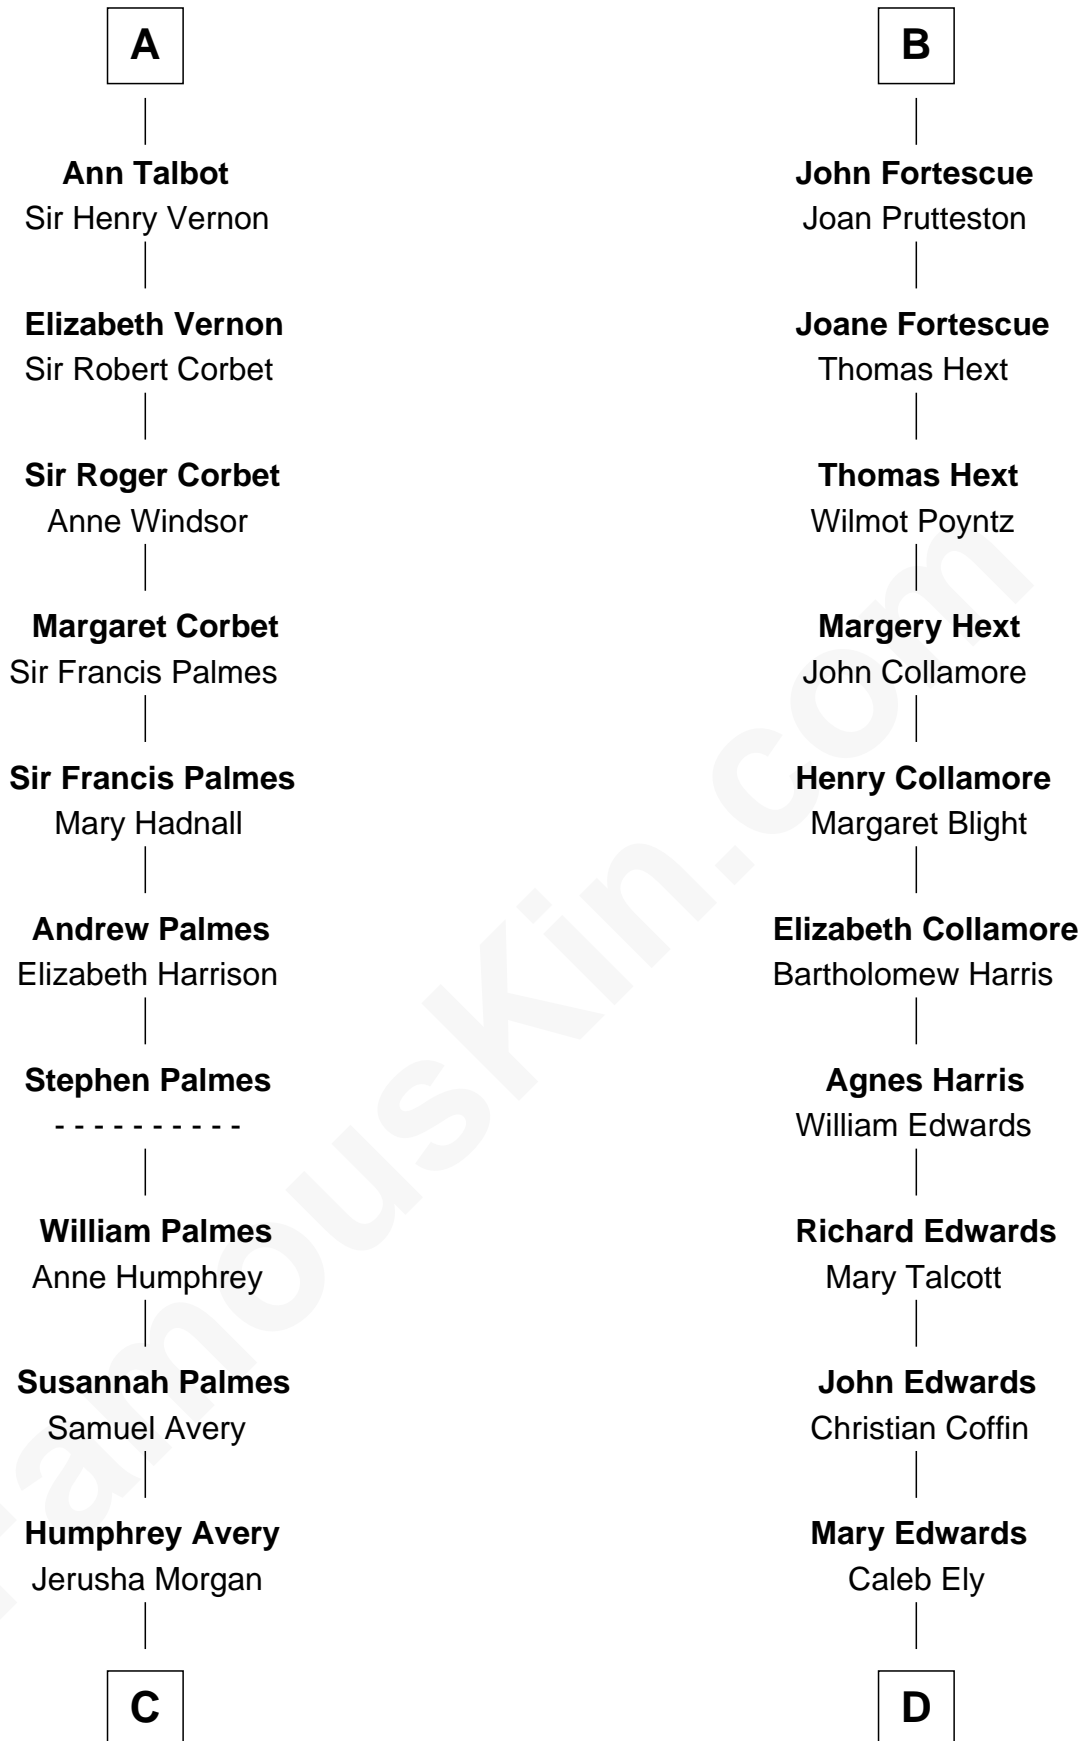 A
Ann Talbot
Sir Henry Vernon
Elizabeth Vernon
Sir Robert Corbet
Sir Roger Corbet
Anne Windsor
Margaret Corbet
Sir Francis Palmes
Sir Francis Palmes
Mary Hadnall
Andrew Palmes
Elizabeth Harrison
Stephen Palmes
- - - - - - - - - -
William Palmes
Anne Humphrey
Susannah Palmes
Samuel Avery
Humphrey Avery
Jerusha Morgan
C
B
John Fortescue
Joan Prutteston
Joane Fortescue
Thomas Hext
Thomas Hext
Wilmot Poyntz
Margery Hext
John Collamore
Henry Collamore
Margaret Blight
Elizabeth Collamore
Bartholomew Harris
Agnes Harris
William Edwards
Richard Edwards
Mary Talcott
John Edwards
Christian Coffin
Mary Edwards
Caleb Ely
D
FamousKin.com